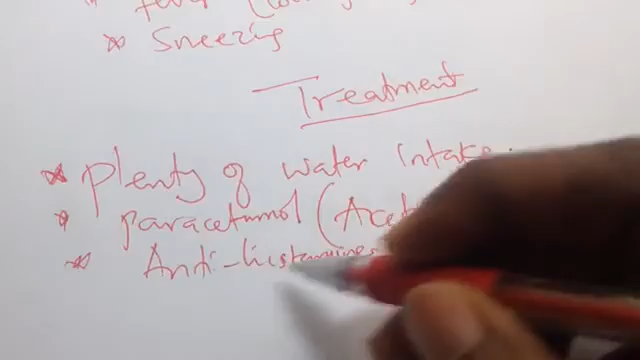 * Sneezing
Treatment
* Plenty of water intake.
* paracetamol (Acet
* Anti-histamines